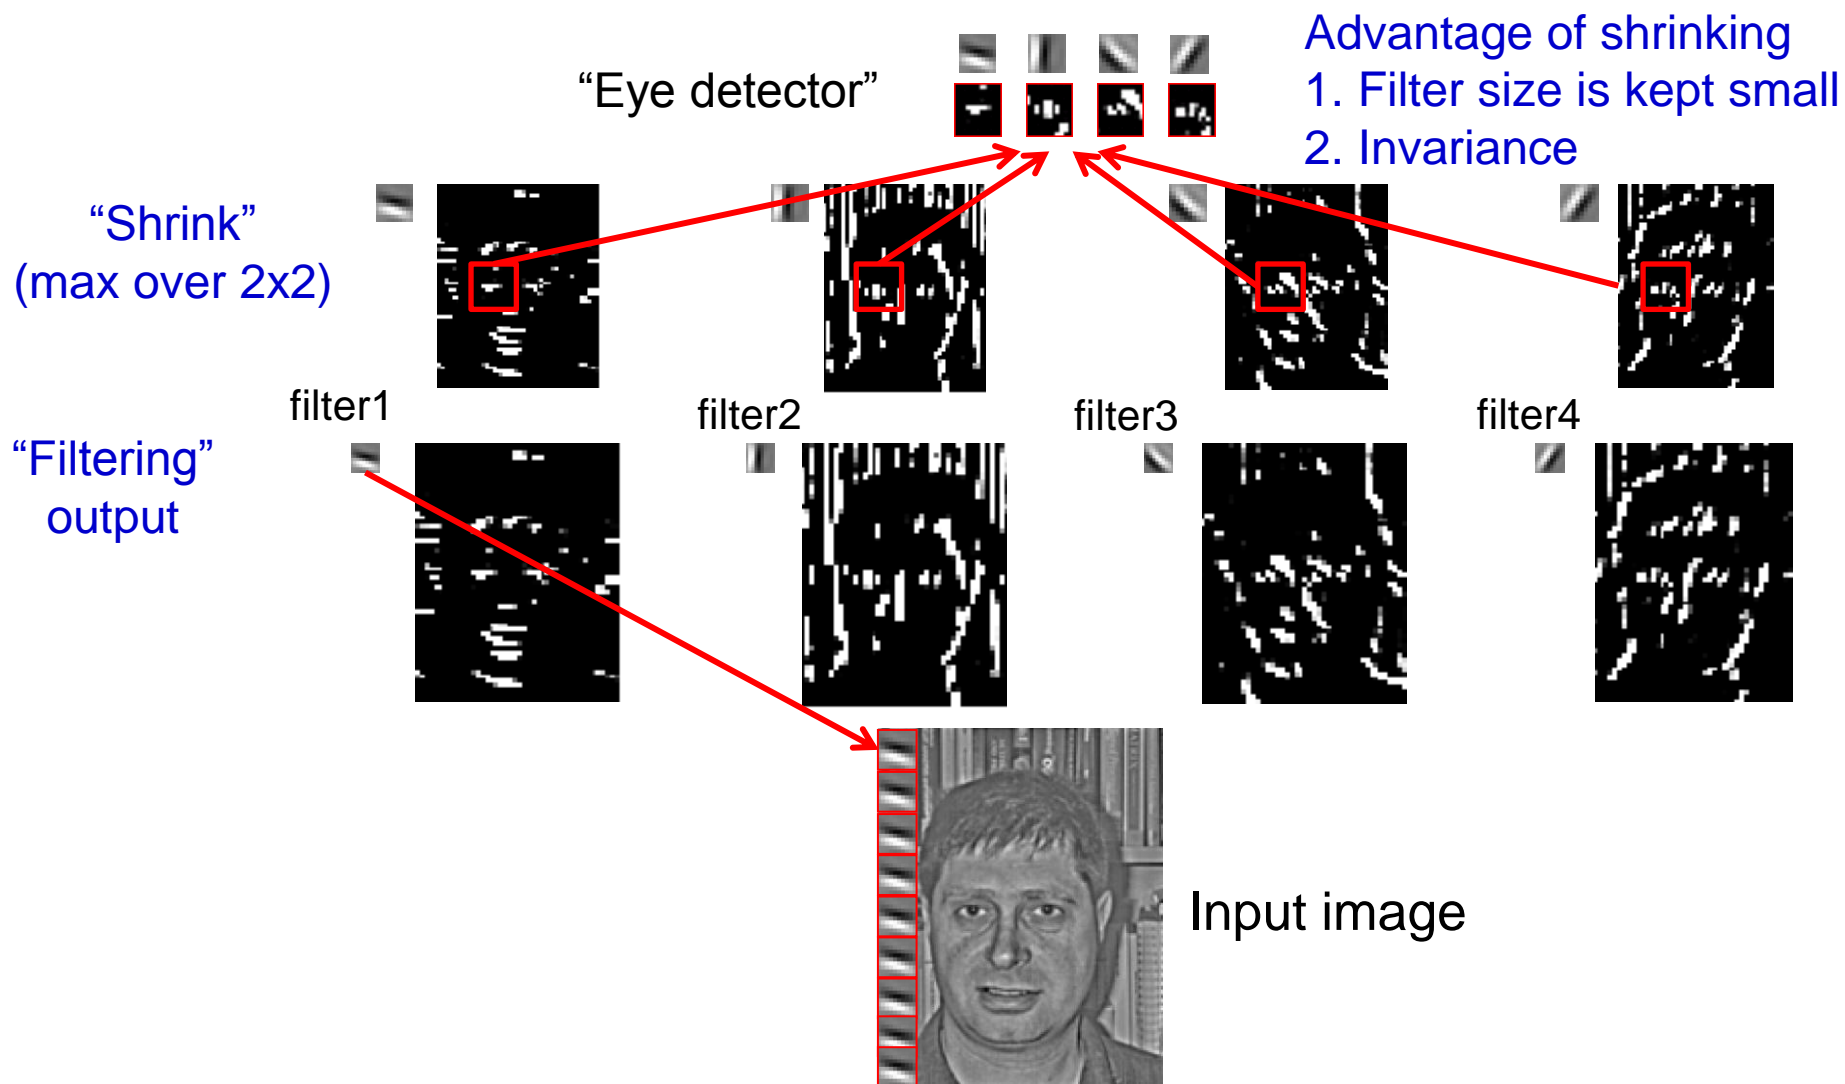 “Eye detector”
Advantage of shrinking
1. Filter size is kept small
2. Invariance
“Shrink”
(max over 2x2)
filter1
filter2
filter3
filter4
“Filtering”
output
Input image